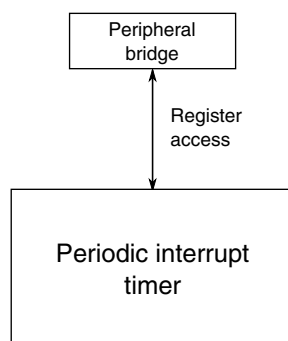 Peripheral
bridge
Register
access
Periodic interrupt
timer